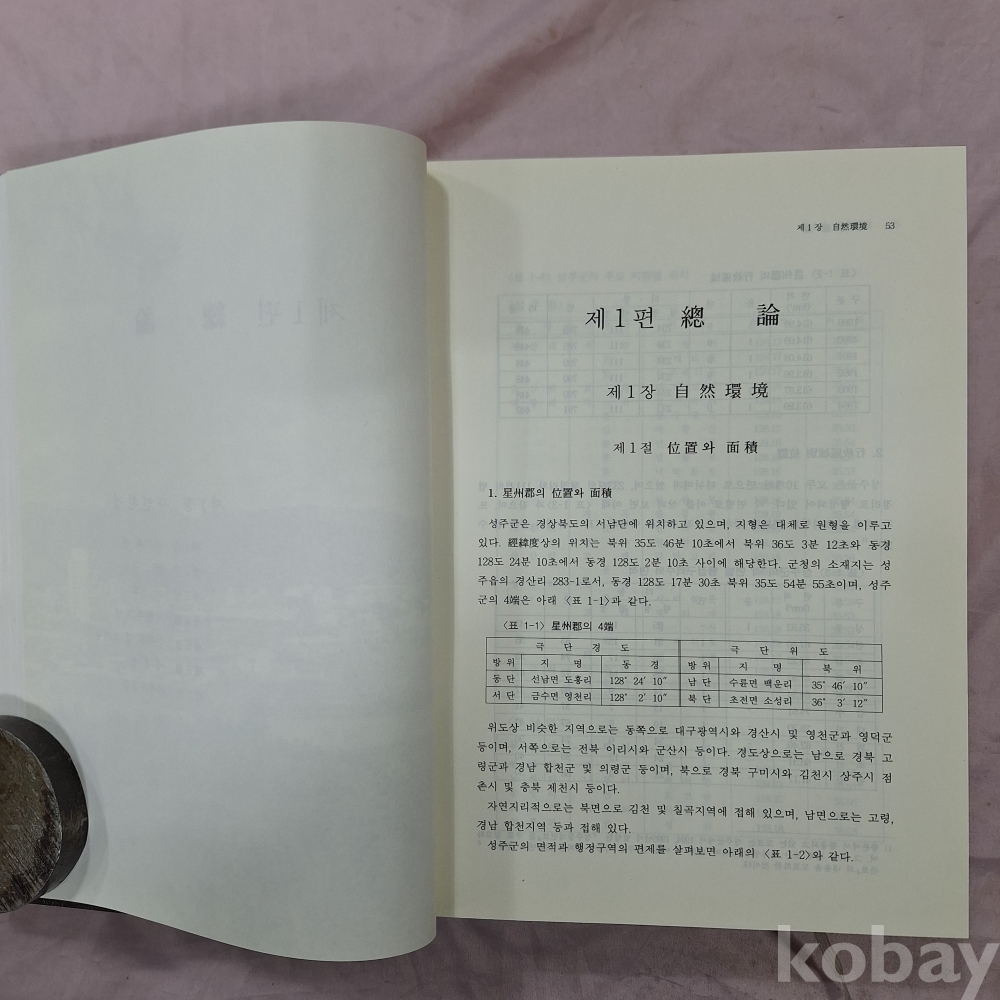 제1장 自然環境 53
제1편 總 論
제1장 自然環境
제1절 位置와 面積
1. 星州郡의 位置와 面積
성주군은 경상북도의 서남단에 위치하고 있으며, 지형은 대체로 원형을 이루고
있다. 經緯度상의 위치는 북위 35도 46분 10초에서 북위 36도 3분 12초와 동경
128도 24분 10초에서 동경 128도 2분 10초 사이에 해당한다. 군청의 소재지는 성
주읍의 경산리 283-1로서, 동경 128도 17분 30초 북위 35도 54분 55초이며, 성주
군의 4端은 아래 〈표 1-1〉과 같다.
〈표 1-1〉 星州郡의 4端
극 단 경 도 극 단 위 도
방 위 지 명 동 경 방 위 지 명 북 위
동 단 선남면 도흥리 128° 24′ 10″ 남 단 수륜면 백운리 35° 46′ 10″
서 단 금수면 영천리 128° 2′ 10″ 북 단 초전면 소성리 36° 3′ 12″
위도상 비슷한 지역으로는 동쪽으로 대구광역시와 경산시 및 영천군과 영덕군
등이며, 서쪽으로는 전북 이리시와 군산시 등이다. 경도상으로는 남으로 경북 고
령군과 경남 합천군 및 의령군 등이며, 북으로 경북 구미시와 김천시 상주시 점
촌시 및 충북 제천시 등이다.
자연지리적으로는 북면으로 김천 및 칠곡지역에 접해 있으며, 남면으로는 고령,
경남 합천지역 등과 접해 있다.
성주군의 면적과 행정구역의 편제를 살펴보면 아래의 〈표 1-2〉와 같다.
kobay